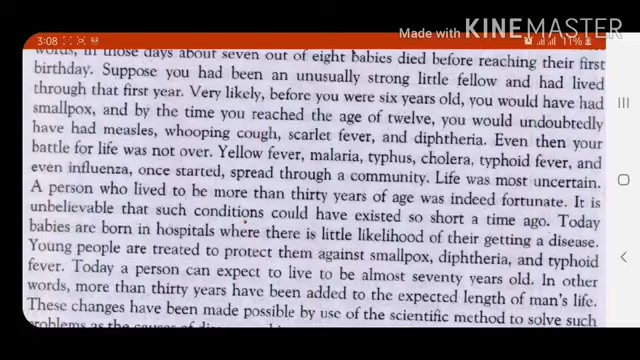 Made with KINEMASTER
3:08 11%
words, in those days about seven out of eight babies died before reaching their first
birthday. Suppose you had been an unusually strong little fellow and had lived
through that first year. Very likely, before you were six years old, you would have had
smallpox, and by the time you reached the age of twelve, you would undoubtedly
have had measles, whooping cough, scarlet fever, and diphtheria. Even then your
battle for life was not over. Yellow fever, malaria, typhus, cholera, typhoid fever, and
even influenza, once started, spread through a community. Life was most uncertain.
A person who lived to be more than thirty years of age was indeed fortunate. It is
unbelievable that such conditions could have existed so short a time ago. Today
babies are born in hospitals where there is little likelihood of their getting a disease.
Young people are treated to protect them against smallpox, diphtheria, and typhoid
fever. Today a person can expect to live to be almost seventy years old. In other
words, more than thirty years have been added to the expected length of man's life.
These changes have been made possible by use of the scientific method to solve such
problems as the causes of